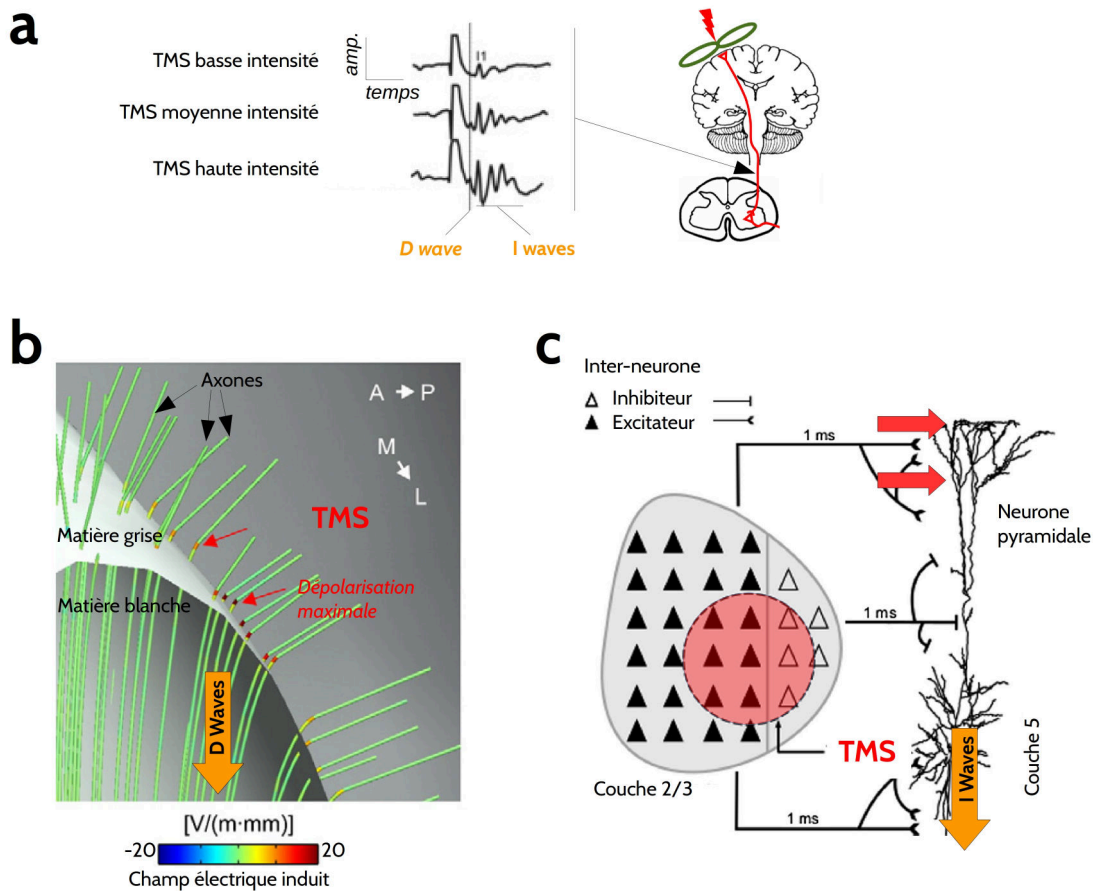 a
TMS basse intensité
TMS moyenne intensité
TMS haute intensité
amp.
temps
I1
D wave
I waves
b
Axones
A
P
M
L
TMS
Matière grise
Dépolarisation
maximale
Matière blanche
D Waves
[V/(m·mm)]
-20
20
Champ électrique induit
c
Inter-neurone
Inhibiteur
Excitateur
1 ms
Neurone
pyramidale
1 ms
TMS
Couche 2/3
1 ms
I Waves
Couche 5